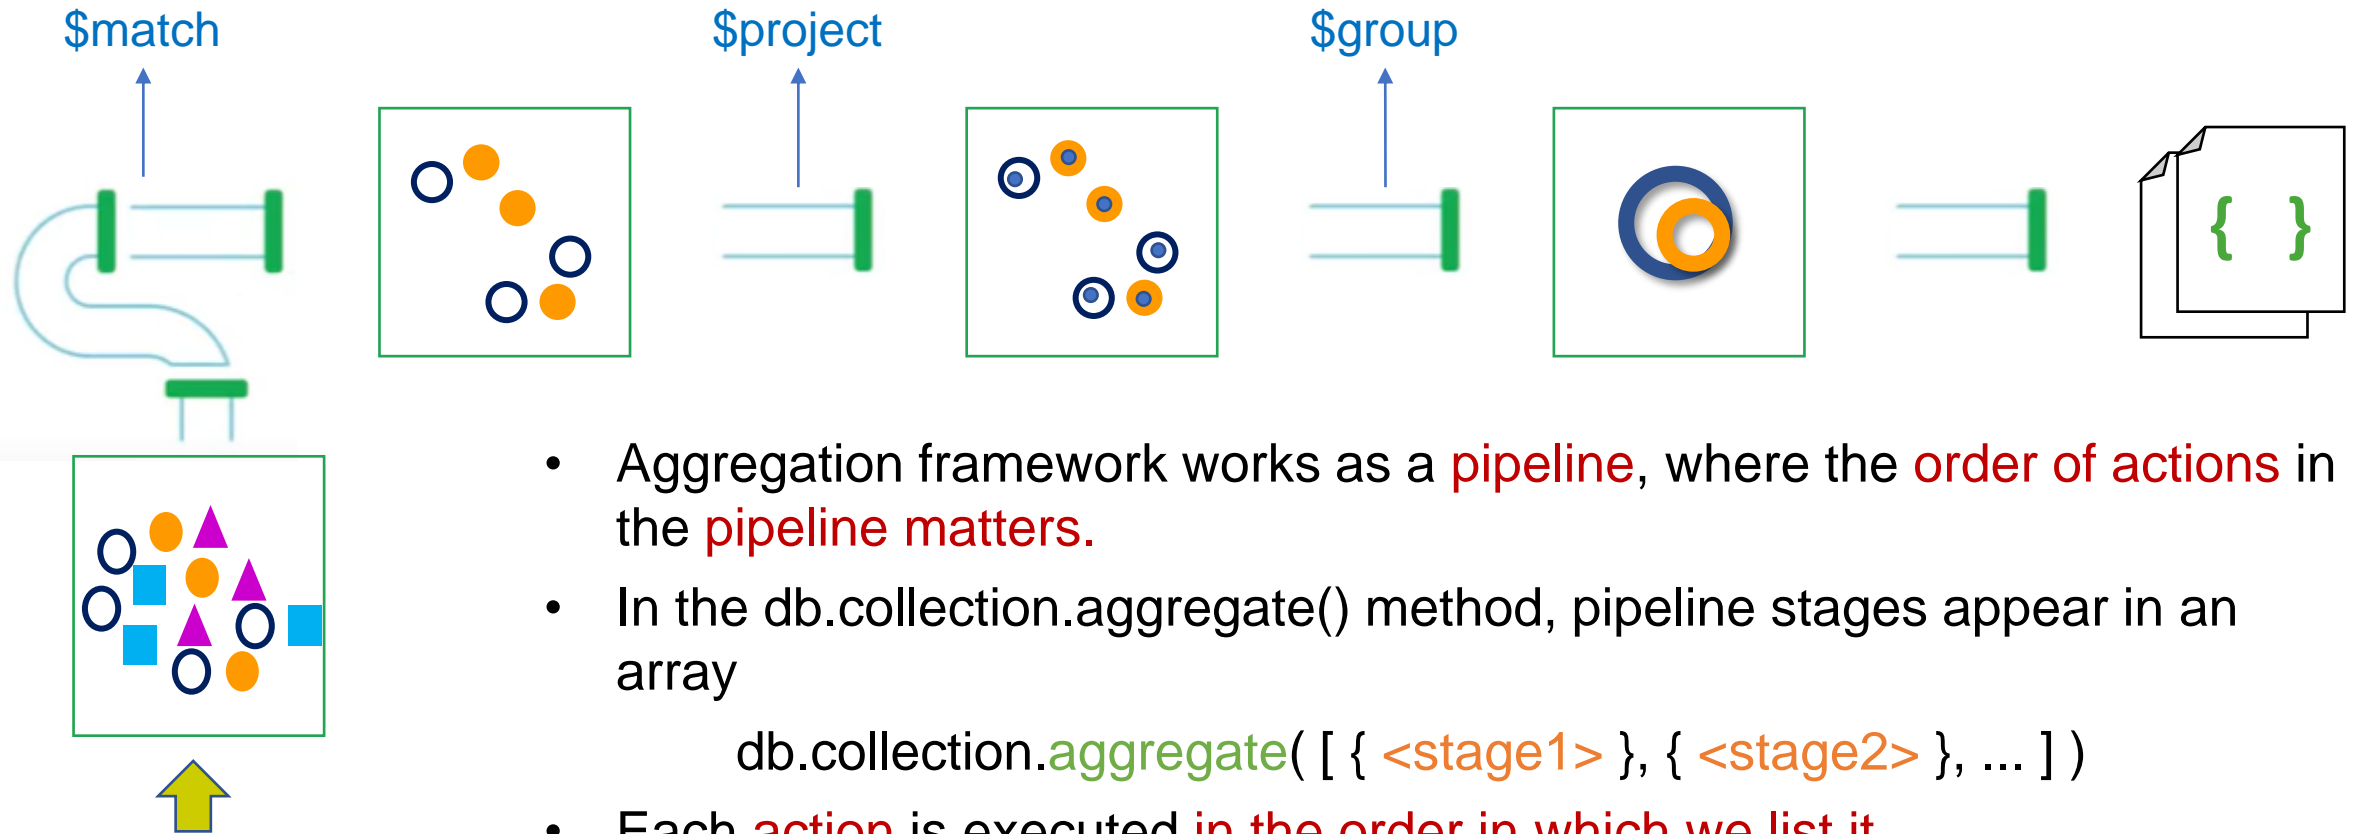 $match $project $group
{ }
• Aggregation framework works as a pipeline, where the order of actions in
the pipeline matters.
• In the db.collection.aggregate() method, pipeline stages appear in an
array
db.collection.aggregate( [ { <stage1> }, { <stage2> }, ... ] )
• Each action is executed in the order in which we list it